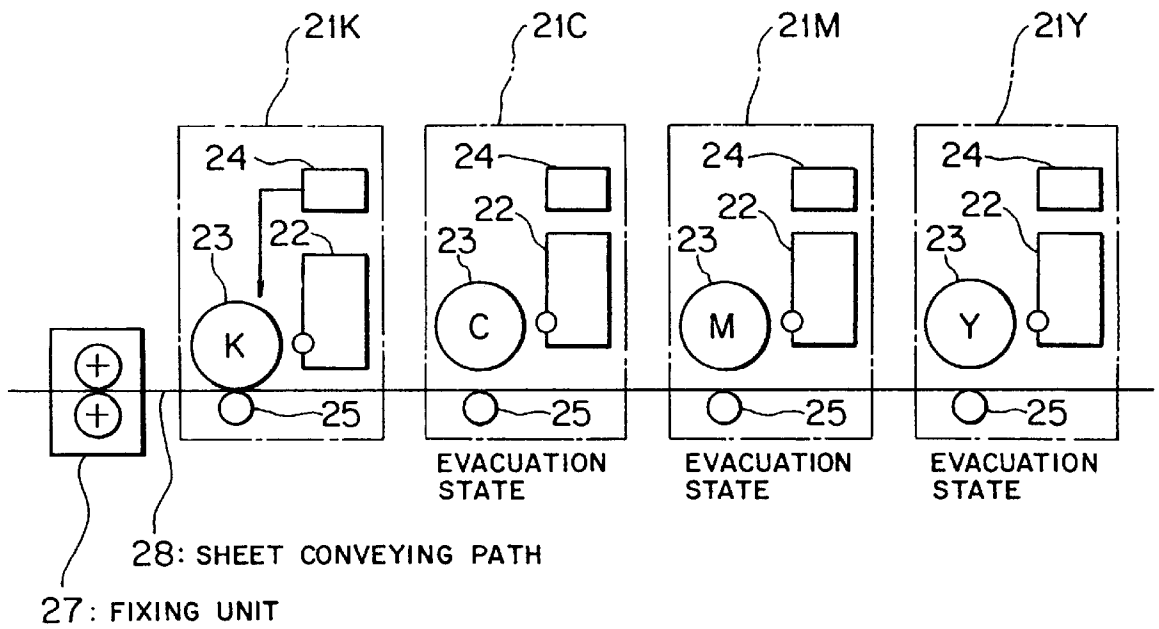 21K 21C 21M 21Y
24 24 24 24
23 22 23 22 23 22 23 22
K C M Y
25 25 25 25
EVACUATION STATE
EVACUATION STATE
EVACUATION STATE
28: SHEET CONVEYING PATH
27: FIXING UNIT